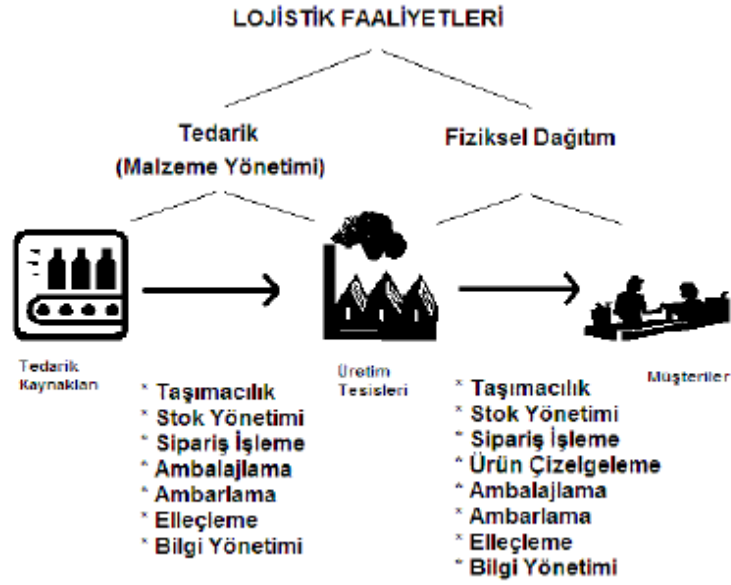 LOJİSTİK FAALİYETLERİ
Tedarik
(Malzeme Yönetimi)
Fiziksel Dağıtım
Tedarik
Kaynakları
Üretim
Tesisleri
Müşteriler
* Taşımacılık
* Stok Yönetimi
* Sipariş İşleme
* Ambalajlama
* Ambarlama
* Elleçleme
* Bilgi Yönetimi
* Taşımacılık
* Stok Yönetimi
* Sipariş İşleme
* Ürün Çizelgeleme
* Ambalajlama
* Ambarlama
* Elleçleme
* Bilgi Yönetimi